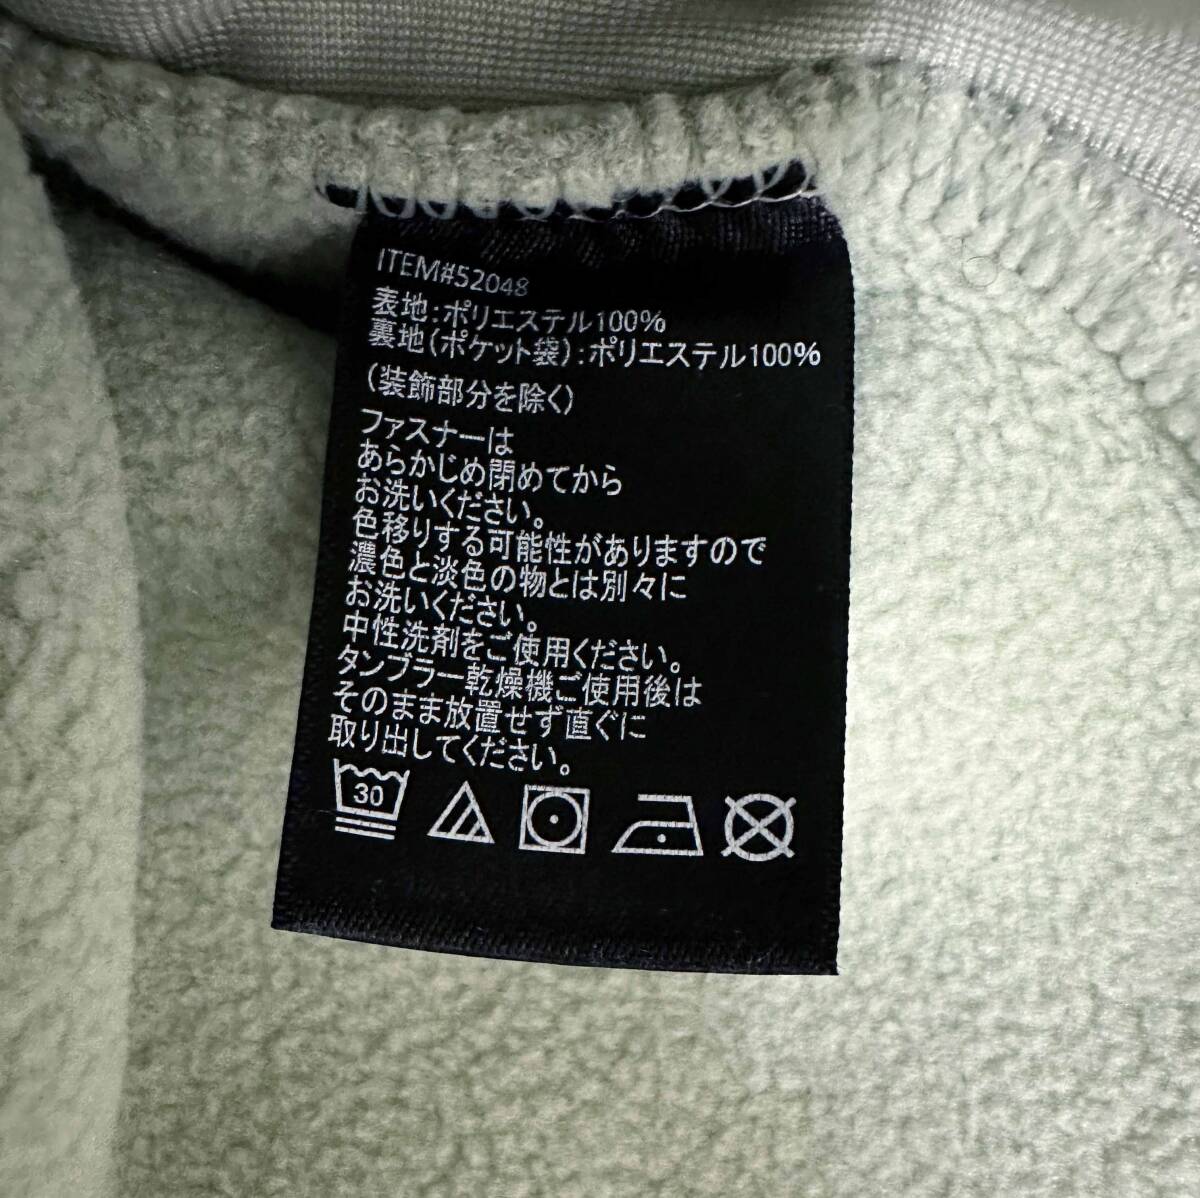 ITEM#52048
表地:ポリエステル100%
裏地(ポケット袋):ポリエステル100%
(装飾部分を除く)
ファスナーは
あらかじめ閉めてから
お洗いください。
色移りする可能性がありますので
濃色と淡色の物とは別々に
お洗いください。
中性洗剤をご使用ください。
タンブラー乾燥機ご使用後は
そのまま放置せず直ぐに
取り出してください。
30